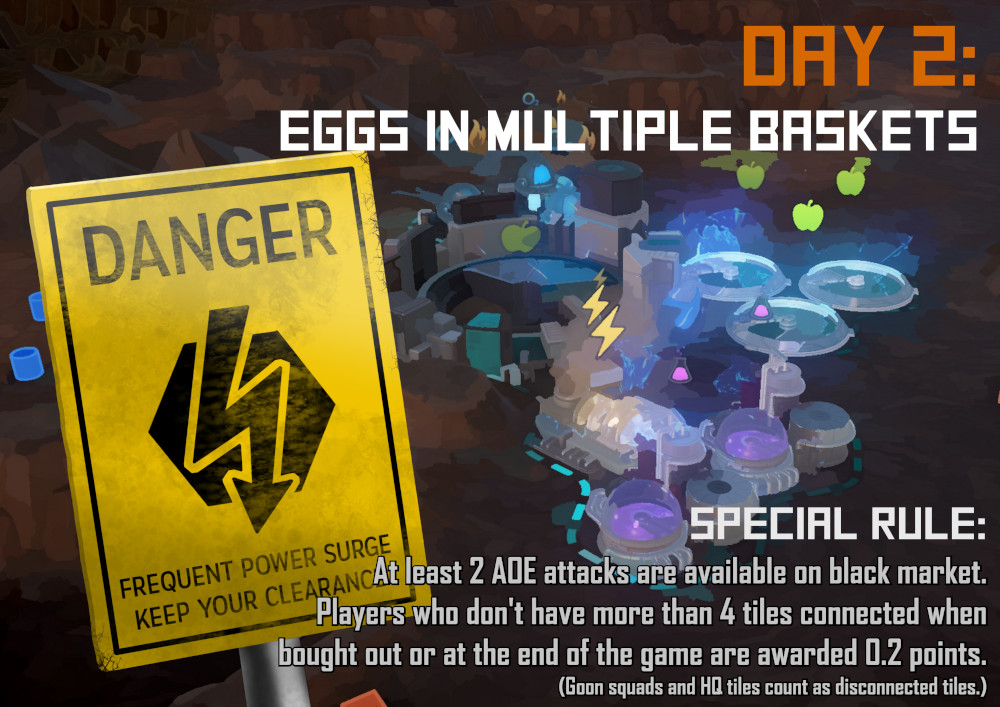 DAY 2:
EGGS IN MULTIPLE BASKETS
DANGER
FREQUENT POWER SURGE
KEEP YOUR CLEARANC
SPECIAL RULE:
At least 2 AOE attacks are available on black market.
Players who don't have more than 4 tiles connected when
bought out or at the end of the game are awarded 0.2 points.
(Goon squads and HQ tiles count as disconnected tiles.)